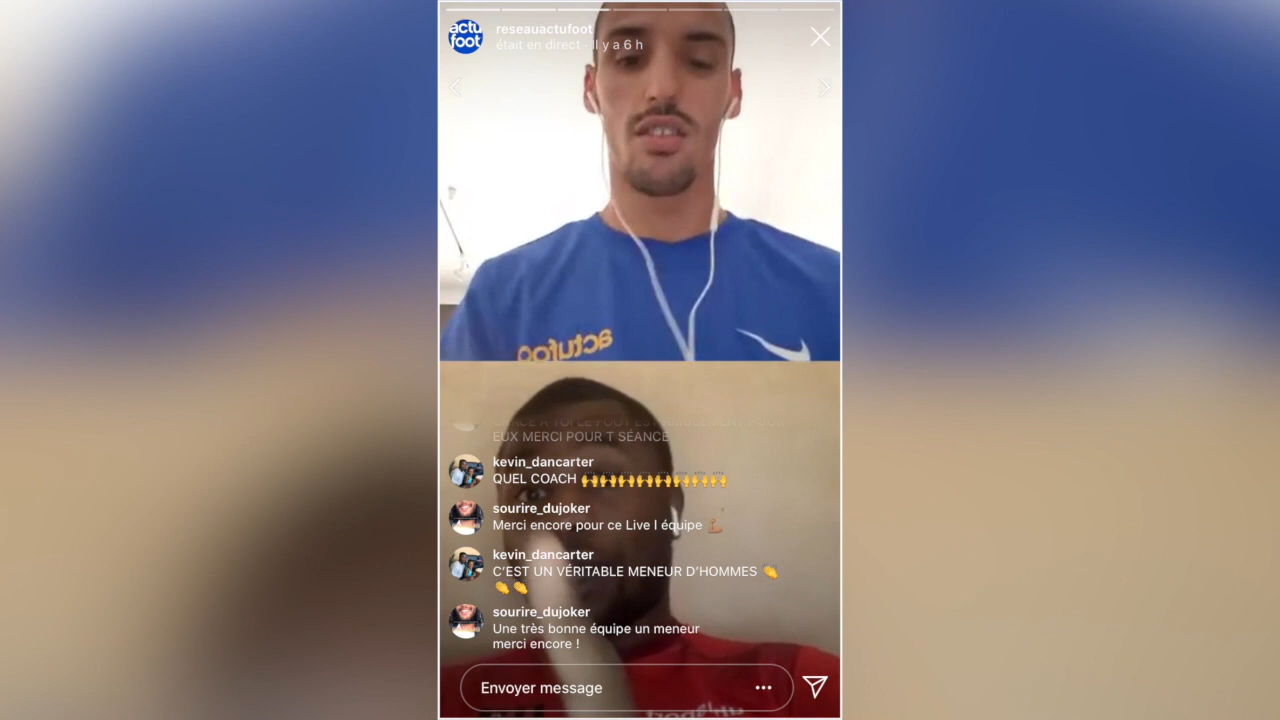 actu
foot
reseauactufoot
était en direct · Il y a 6 h
actufoo
EUX MERCI POUR T SÉANCE
kevin_dancarter
QUEL COACH 🙌🙌🙌🙌🙌🙌🙌🙌
sourire_dujoker
Merci encore pour ce Live l équipe 💪🏽
kevin_dancarter
C'EST UN VÉRITABLE MENEUR D'HOMMES 👏
👏👏
sourire_dujoker
Une très bonne équipe un meneur
merci encore !
Envoyer message